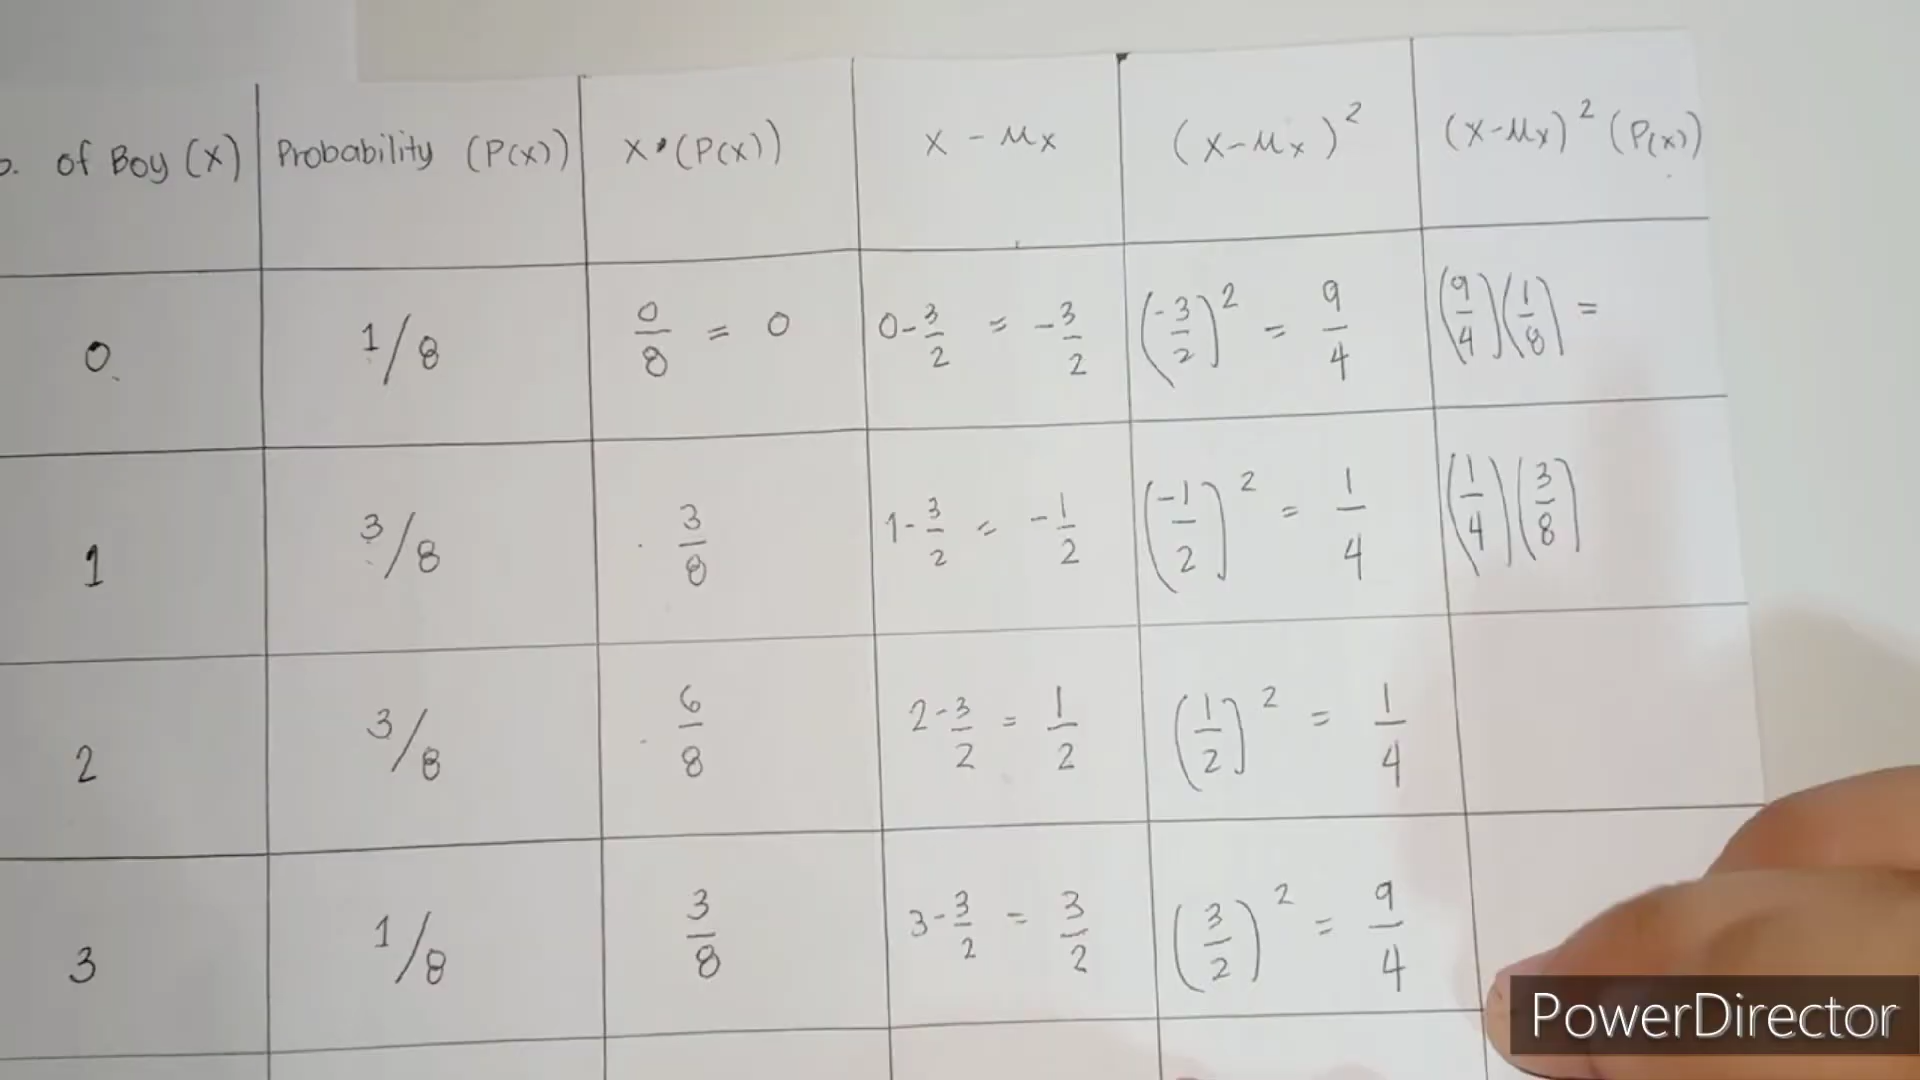 of Boy (X) Probability (P(x)) X•(P(x)) X - μx (X-μx)² (X-μx)² (P(x))
0 1/8 0/8 = 0 0-3/2 = -3/2 (-3/2)² = 9/4 (9/4)(1/8) =
1 3/8 3/8 1-3/2 = -1/2 (-1/2)² = 1/4 (1/4)(3/8)
2 3/8 6/8 2-3/2 = 1/2 (1/2)² = 1/4
3 1/8 3/8 3-3/2 = 3/2 (3/2)² = 9/4
PowerDirector